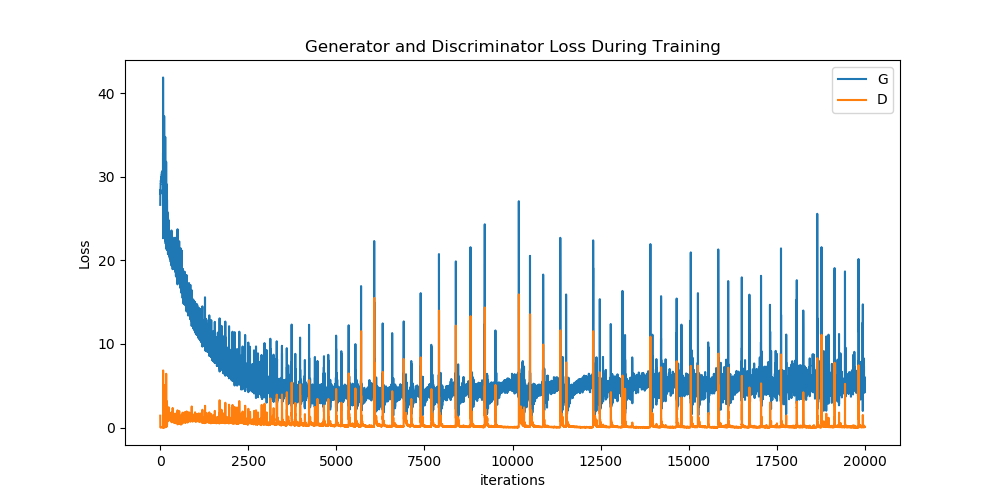 Generator and Discriminator Loss During Training
G
D
Loss
40
30
20
10
0
0 2500 5000 7500 10000 12500 15000 17500 20000
iterations